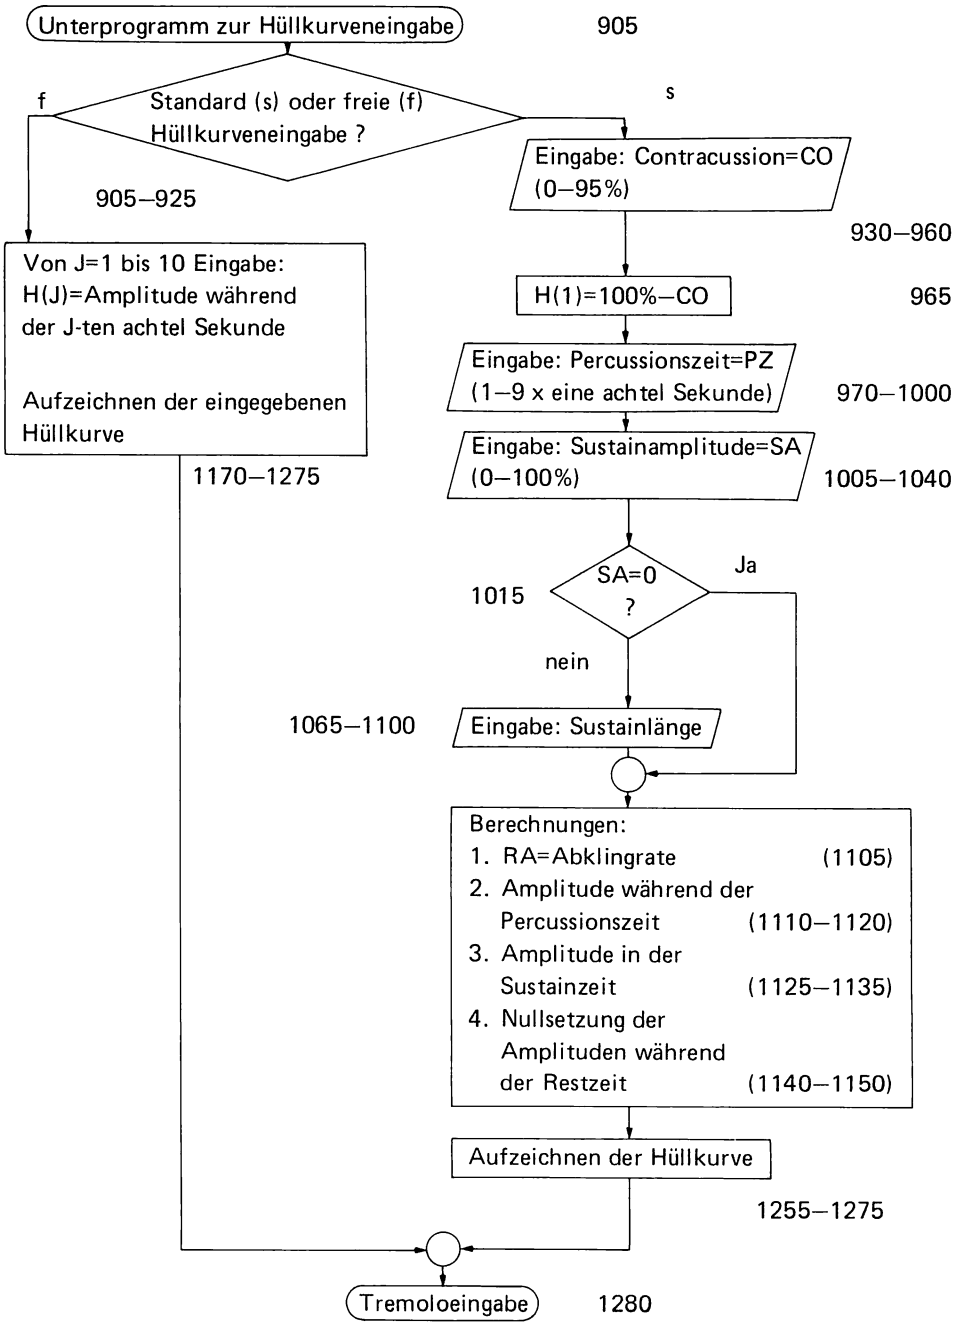 Unterprogramm zur Hüllkurveneingabe
905
f
Standard (s) oder freie (f)
Hüllkurveneingabe ?
s
905–925
Eingabe: Contracussion=CO
(0–95%)
930–960
Von J=1 bis 10 Eingabe:
H(J)=Amplitude während
der J-ten achtel Sekunde
Aufzeichnen der eingegebenen
Hüllkurve
1170–1275
H(1)=100%–CO
965
Eingabe: Percussionszeit=PZ
(1–9 x eine achtel Sekunde)
970–1000
Eingabe: Sustainamplitude=SA
(0–100%)
1005–1040
SA=0
?
Ja
1015
nein
1065–1100
Eingabe: Sustainlänge
Berechnungen:
1. RA=Abklingrate (1105)
2. Amplitude während der
Percussionszeit (1110–1120)
3. Amplitude in der
Sustainzeit (1125–1135)
4. Nullsetzung der
Amplituden während
der Restzeit (1140–1150)
Aufzeichnen der Hüllkurve
1255–1275
Tremoloeingabe
1280